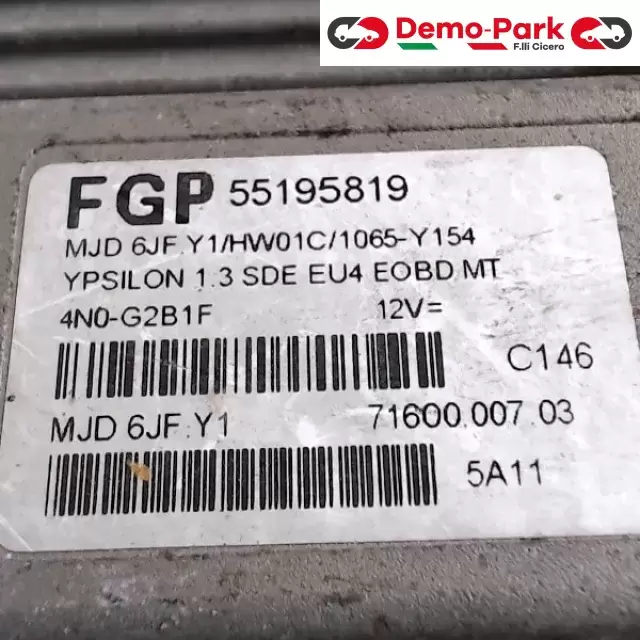 Demo-Park
F.lli Cicero
FGP 55195819
MJD 6JF.Y1/HW01C/1065-Y154
YPSILON 1.3 SDE EU4 EOBD MT
4N0-G2B1F 12V=
C146
MJD 6JF.Y1 71600.007.03
5A11